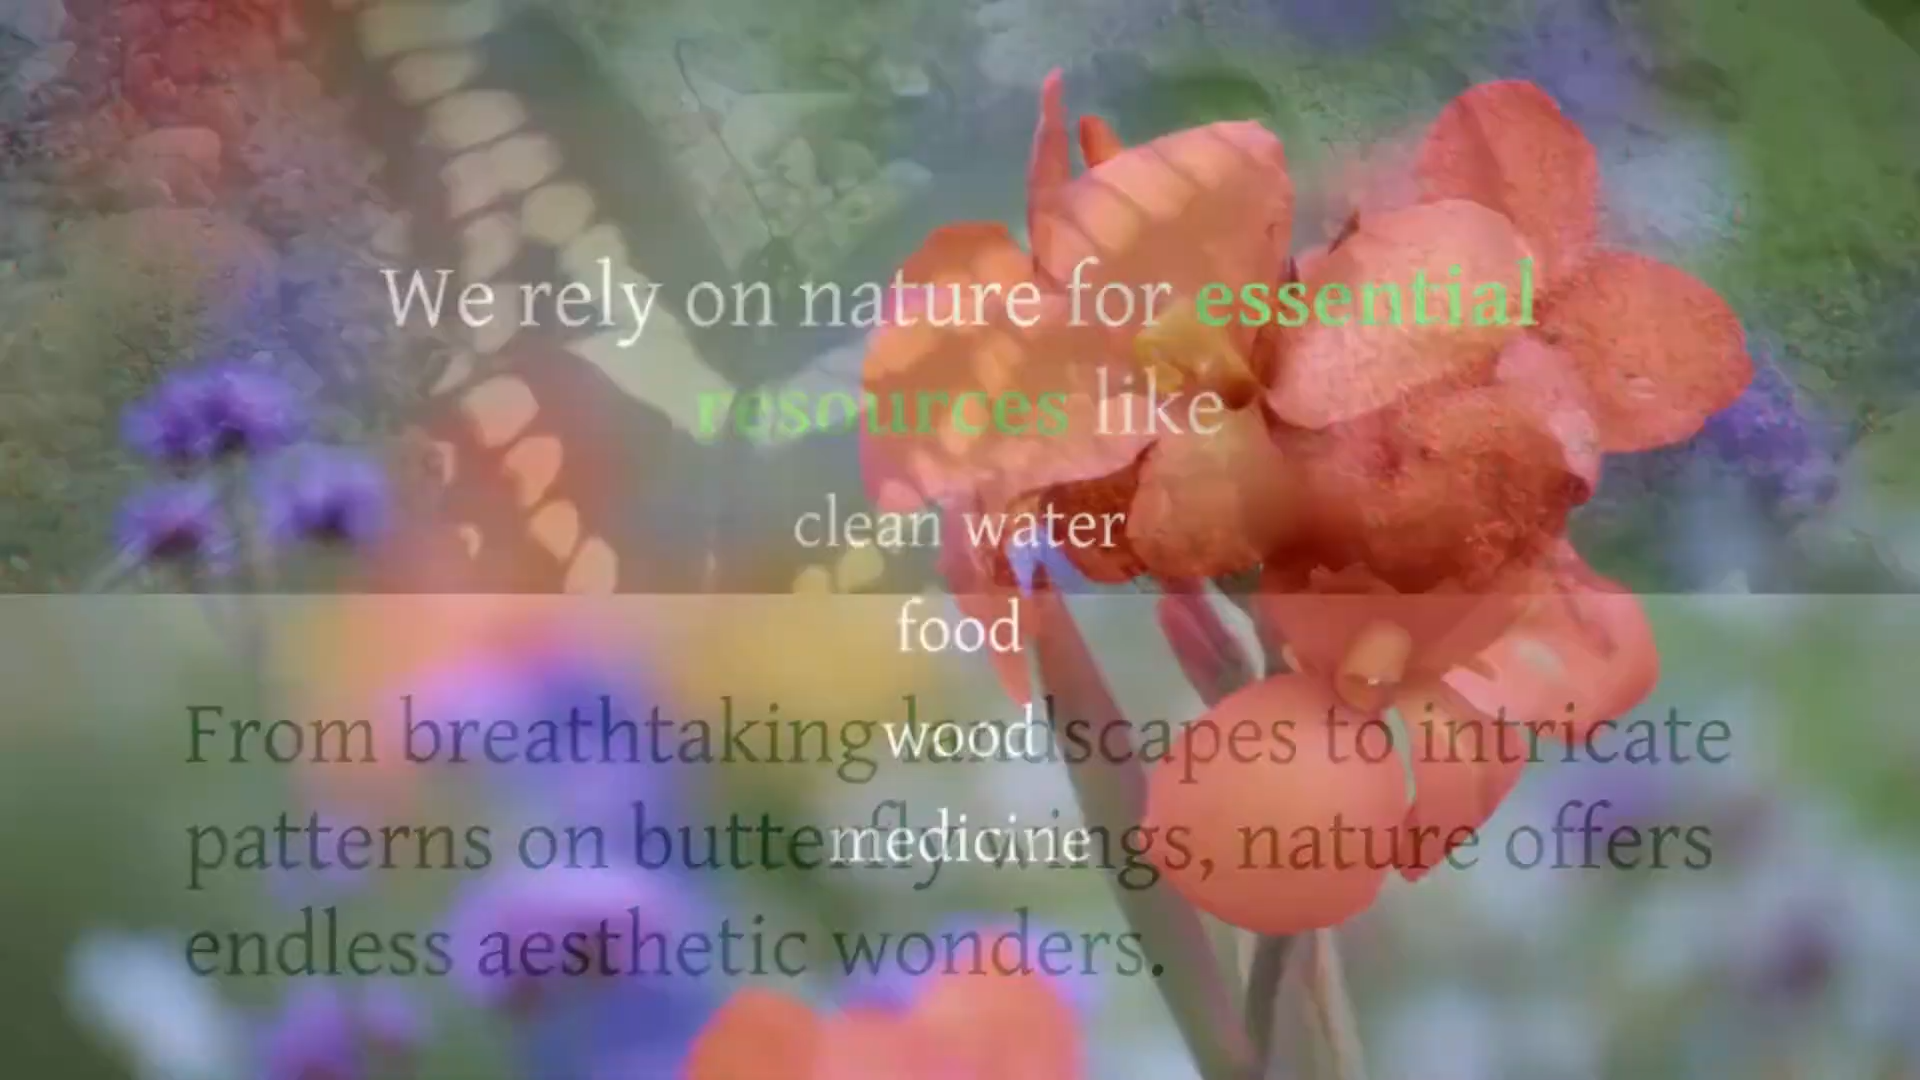 We rely on nature for essential
resources like
clean water
food
wood
medicine
From breathtaking landscapes to intricate
patterns on butterfly wings, nature offers
endless aesthetic wonders.